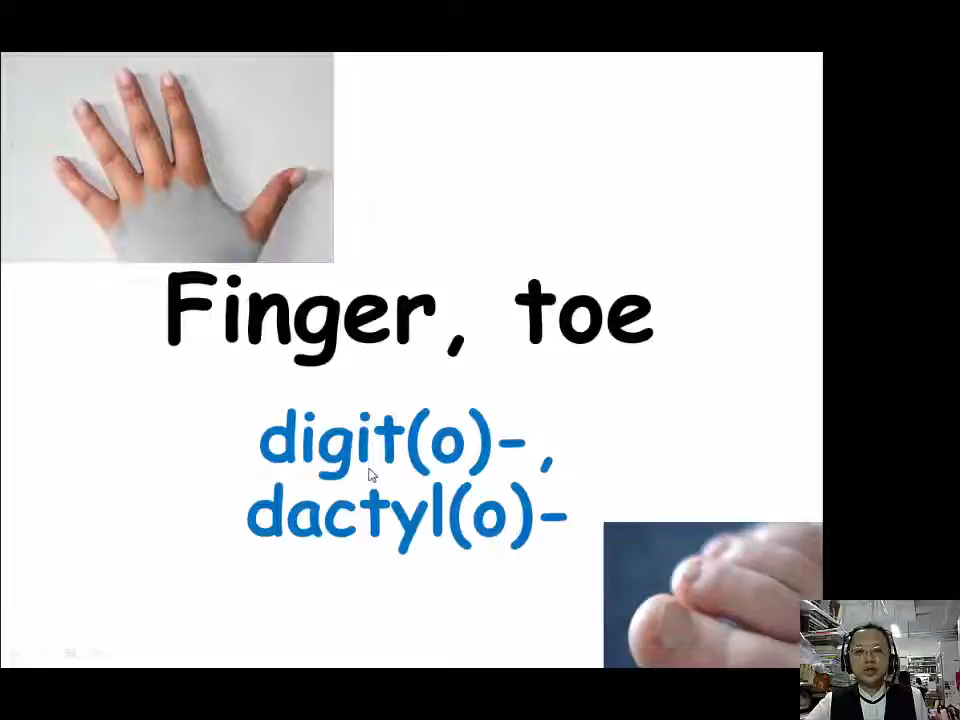 Finger, toe
digit(o)-,
dactyl(o)-